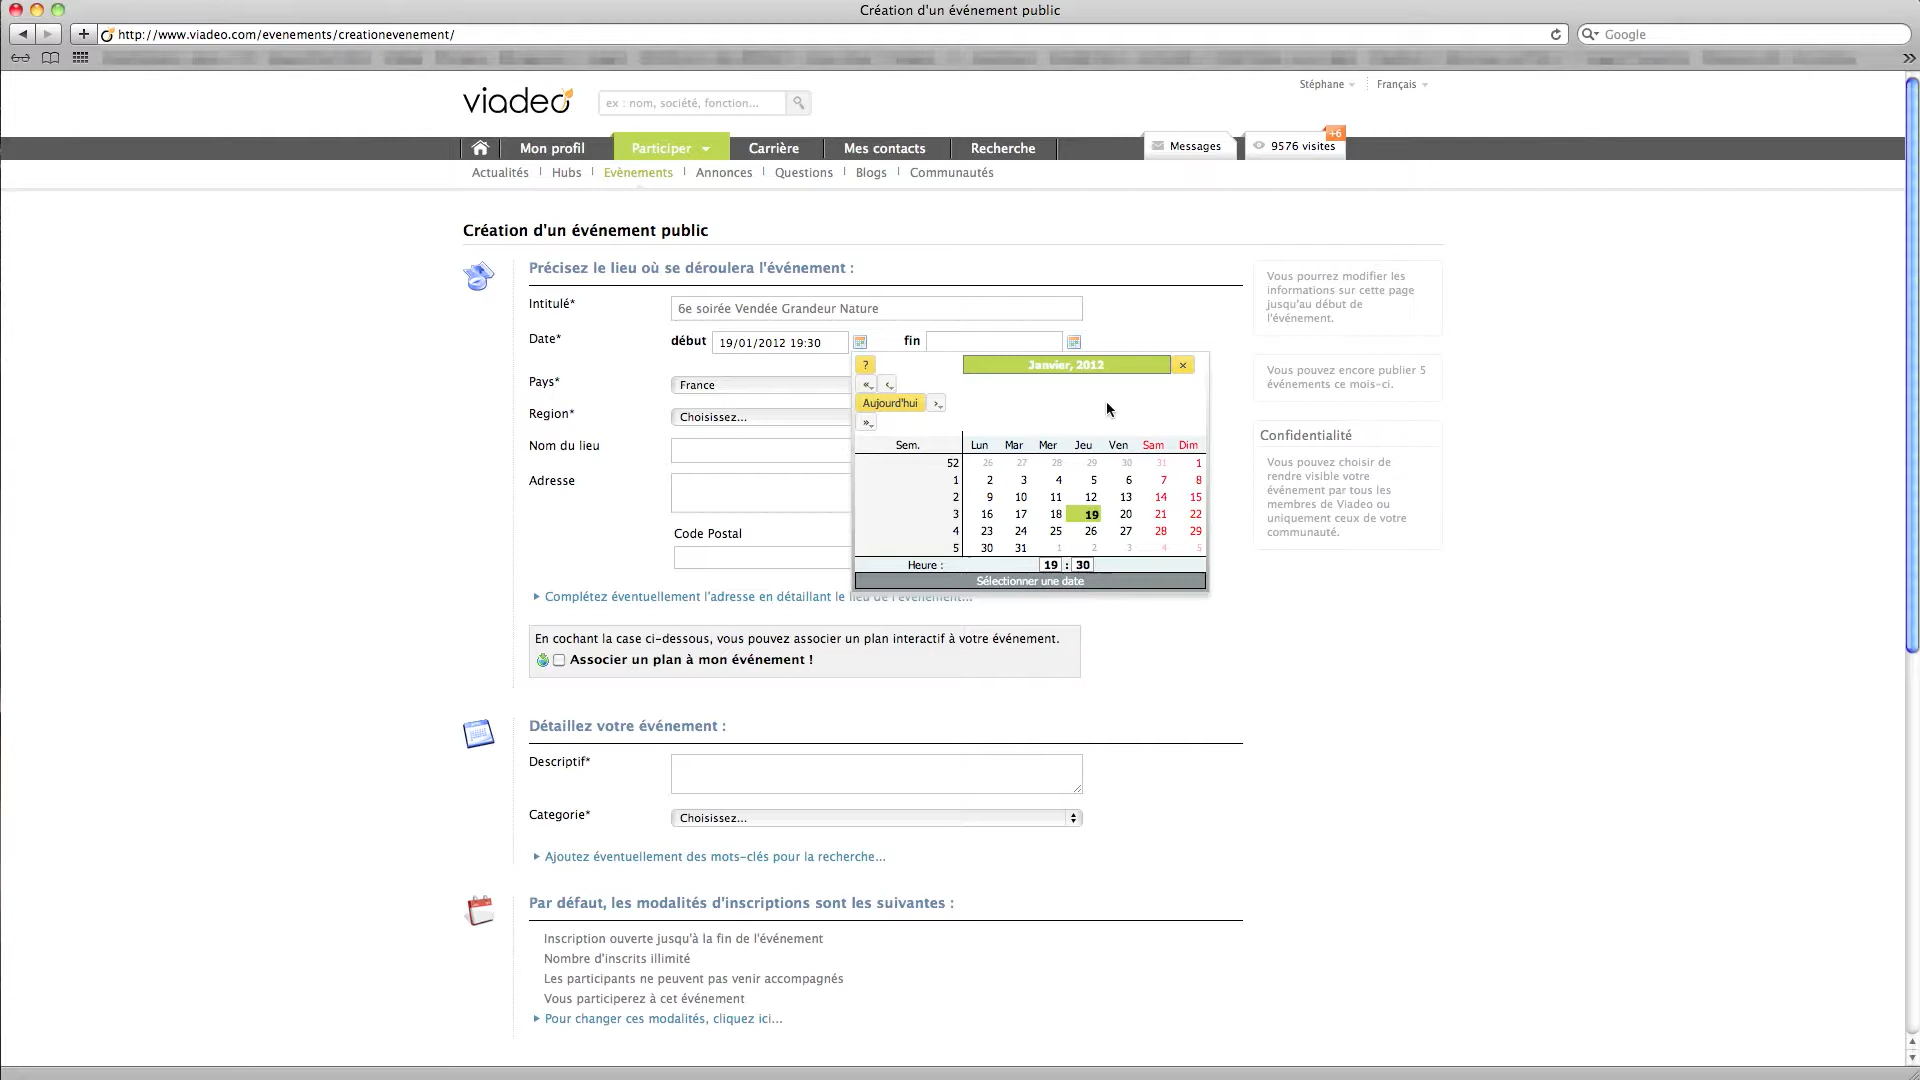 Création d'un événement public
http://www.viadeo.com/evenements/creationevenement/
Google
Stéphane
Français
viadeo
ex : nom, société, fonction...
+6
Mon profil
Participer
Carrière
Mes contacts
Recherche
Messages
9576 visites
Actualités
Hubs
Evènements
Annonces
Questions
Blogs
Communautés
Création d'un événement public
Précisez le lieu où se déroulera l'événement :
Intitulé*
6e soirée Vendée Grandeur Nature
Date*
début
19/01/2012 19:30
fin
Pays*
France
Region*
Choisissez...
Nom du lieu
Adresse
Code Postal
? Janvier, 2012 ×
« ‹
Aujourd'hui ›
»
Sem. Lun Mar Mer Jeu Ven Sam Dim
52 26 27 28 29 30 31 1
1 2 3 4 5 6 7 8
2 9 10 11 12 13 14 15
3 16 17 18 19 20 21 22
4 23 24 25 26 27 28 29
5 30 31 1 2 3 4 5
Heure : 19 : 30
Sélectionner une date
Complétez éventuellement l'adresse en détaillant le lieu de l'événement...
En cochant la case ci-dessous, vous pouvez associer un plan interactif à votre événement.
Associer un plan à mon événement !
Détaillez votre événement :
Descriptif*
Categorie*
Choisissez...
Ajoutez éventuellement des mots-clés pour la recherche...
Par défaut, les modalités d'inscriptions sont les suivantes :
Inscription ouverte jusqu'à la fin de l'événement
Nombre d'inscrits illimité
Les participants ne peuvent pas venir accompagnés
Vous participerez à cet événement
Pour changer ces modalités, cliquez ici...
Vous pourrez modifier les
informations sur cette page
jusqu'au début de
l'événement.
Vous pouvez encore publier 5
événements ce mois-ci.
Confidentialité
Vous pouvez choisir de
rendre visible votre
événement par tous les
membres de Viadeo ou
uniquement ceux de votre
communauté.